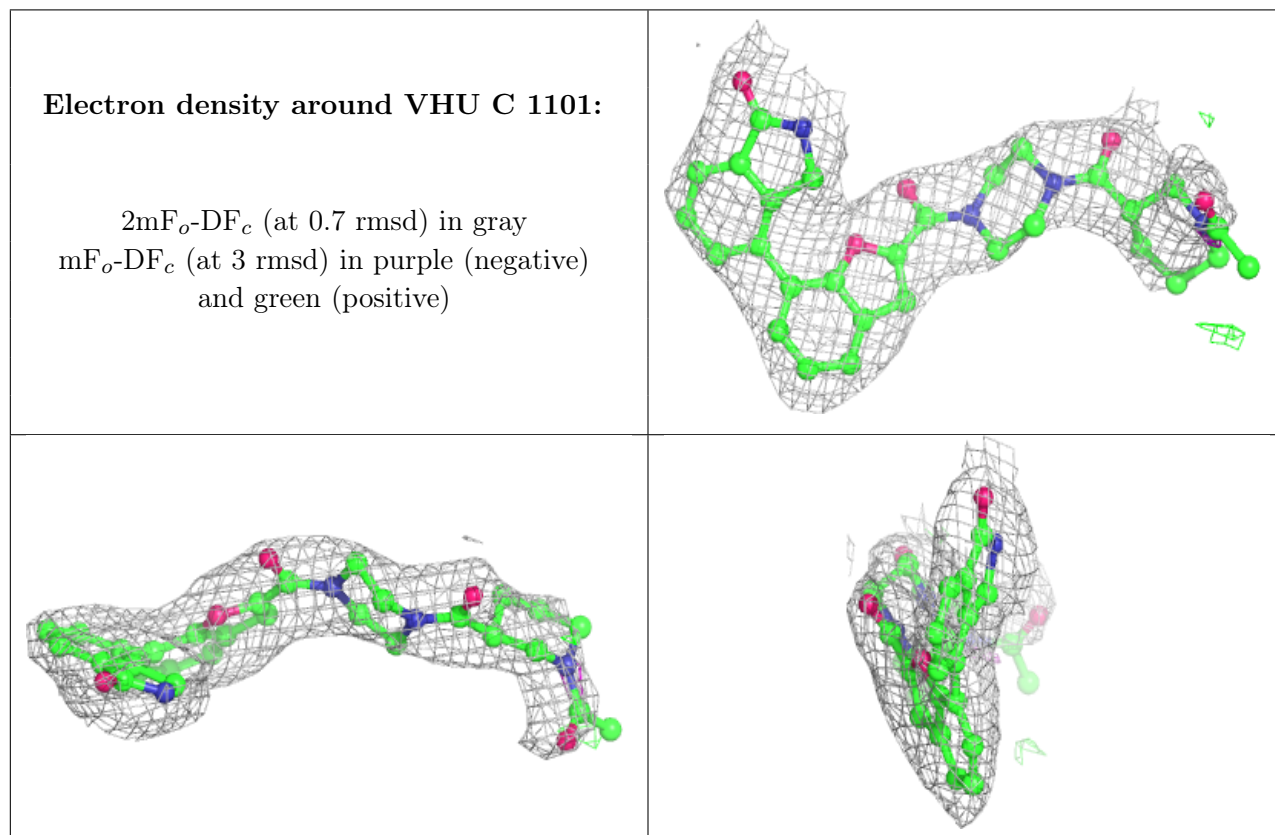 Electron density around VHU C 1101:
2mFo-DFc (at 0.7 rmsd) in gray
mFo-DFc (at 3 rmsd) in purple (negative)
and green (positive)